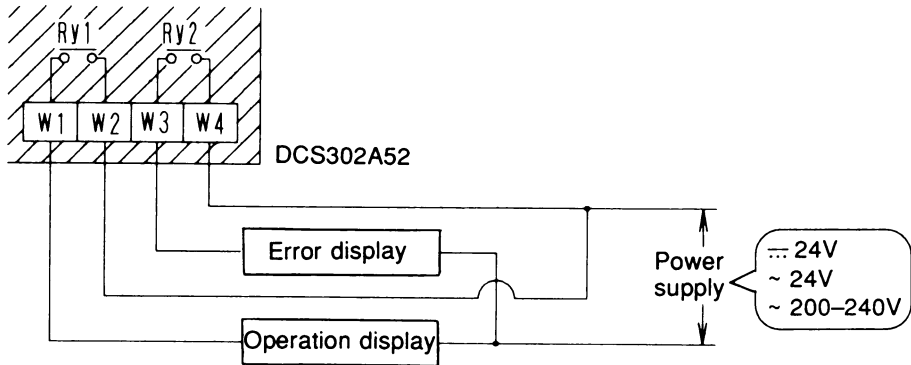 Ry1 Ry2
W1 W2 W3 W4
DCS302A52
Error display
Operation display
Power
supply
⎓ 24V
~ 24V
~ 200–240V